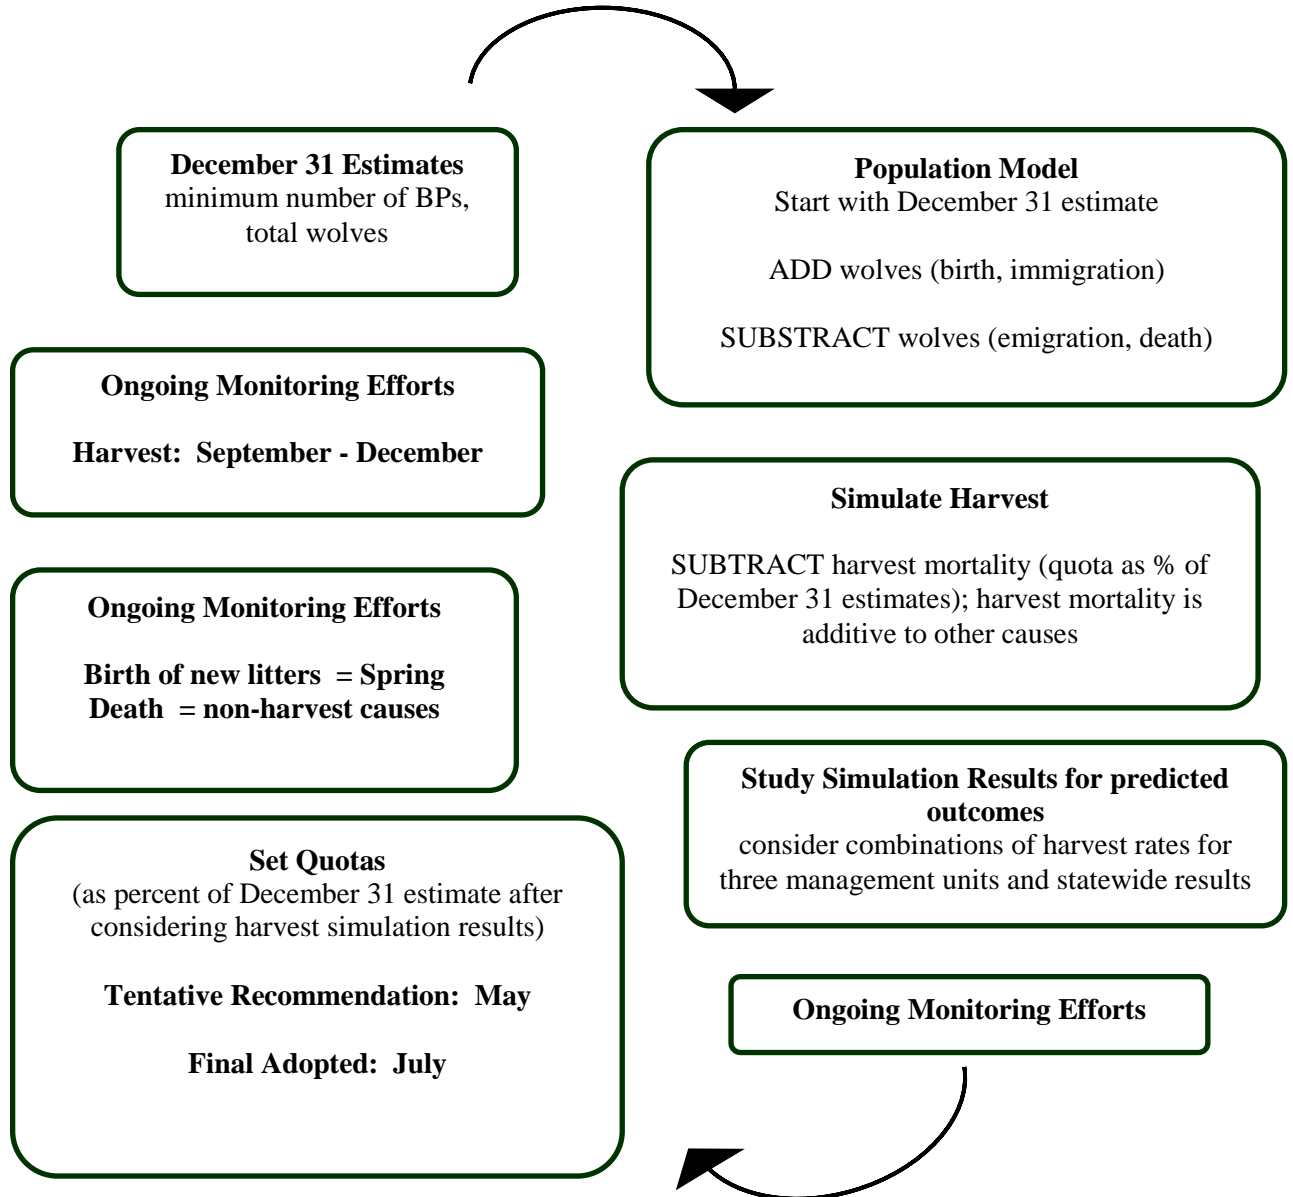 December 31 Estimates
minimum number of BPs,
total wolves
Population Model
Start with December 31 estimate
ADD wolves (birth, immigration)
SUBSTRACT wolves (emigration, death)
Ongoing Monitoring Efforts
Harvest:  September - December
Simulate Harvest
SUBTRACT harvest mortality (quota as % of
December 31 estimates); harvest mortality is
additive to other causes
Ongoing Monitoring Efforts
Birth of new litters  = Spring
Death  = non-harvest causes
Study Simulation Results for predicted
outcomes
consider combinations of harvest rates for
three management units and statewide results
Set Quotas
(as percent of December 31 estimate after
considering harvest simulation results)
Tentative Recommendation:  May
Final Adopted:  July
Ongoing Monitoring Efforts